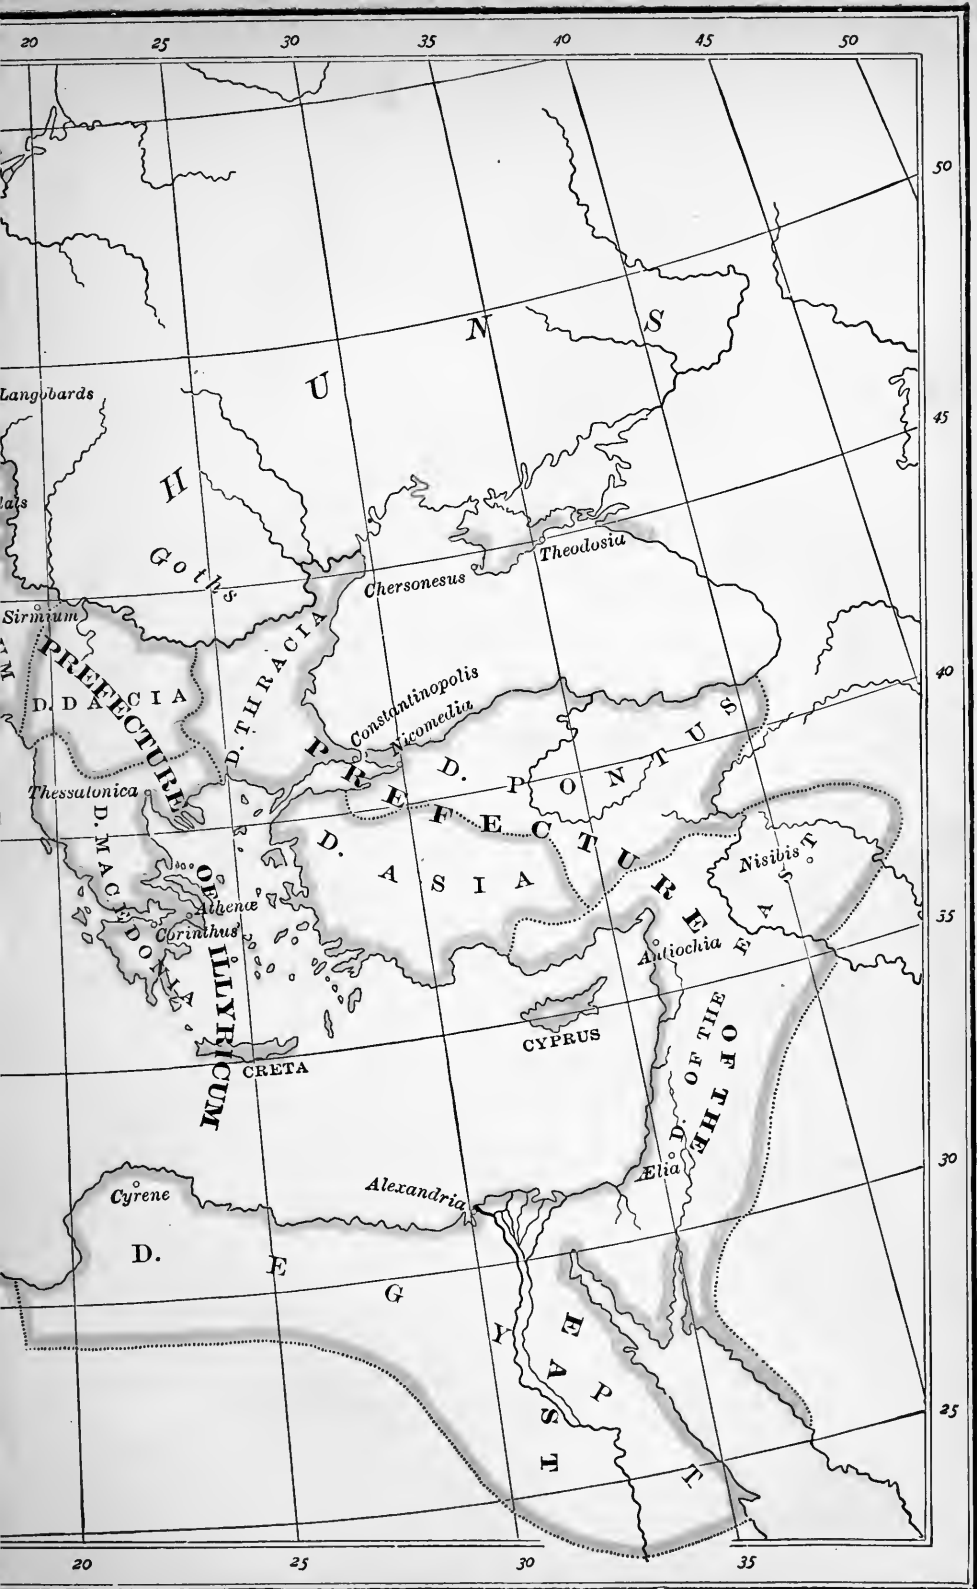 20 25 30 35 40 45 50
50
45
40
35
30
25
HUNS
Langobards
Goths
Theodosia
Chersonesus
Sirmium
PREFECTURE OF ILLYRICUM
D. DACIA
D. THRACIA
Constantinopolis
Nicomedia
D. PONTUS
PREFECTURE OF THE EAST
Thessalonica
D. MACEDONIA
D. ASIA
Nisibis
Athenæ
Corinthus
Antiochia
D. OF THE EAST
CYPRUS
CRETA
Ælia
Alexandria
Cyrene
D. EGYPT
20 25 30 35